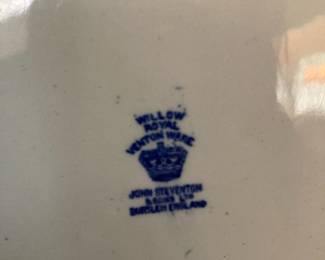 WILLOW
ROYAL
VENTON WARE
JOHN STEVENTON
& SONS LTD
BURSLEM ENGLAND